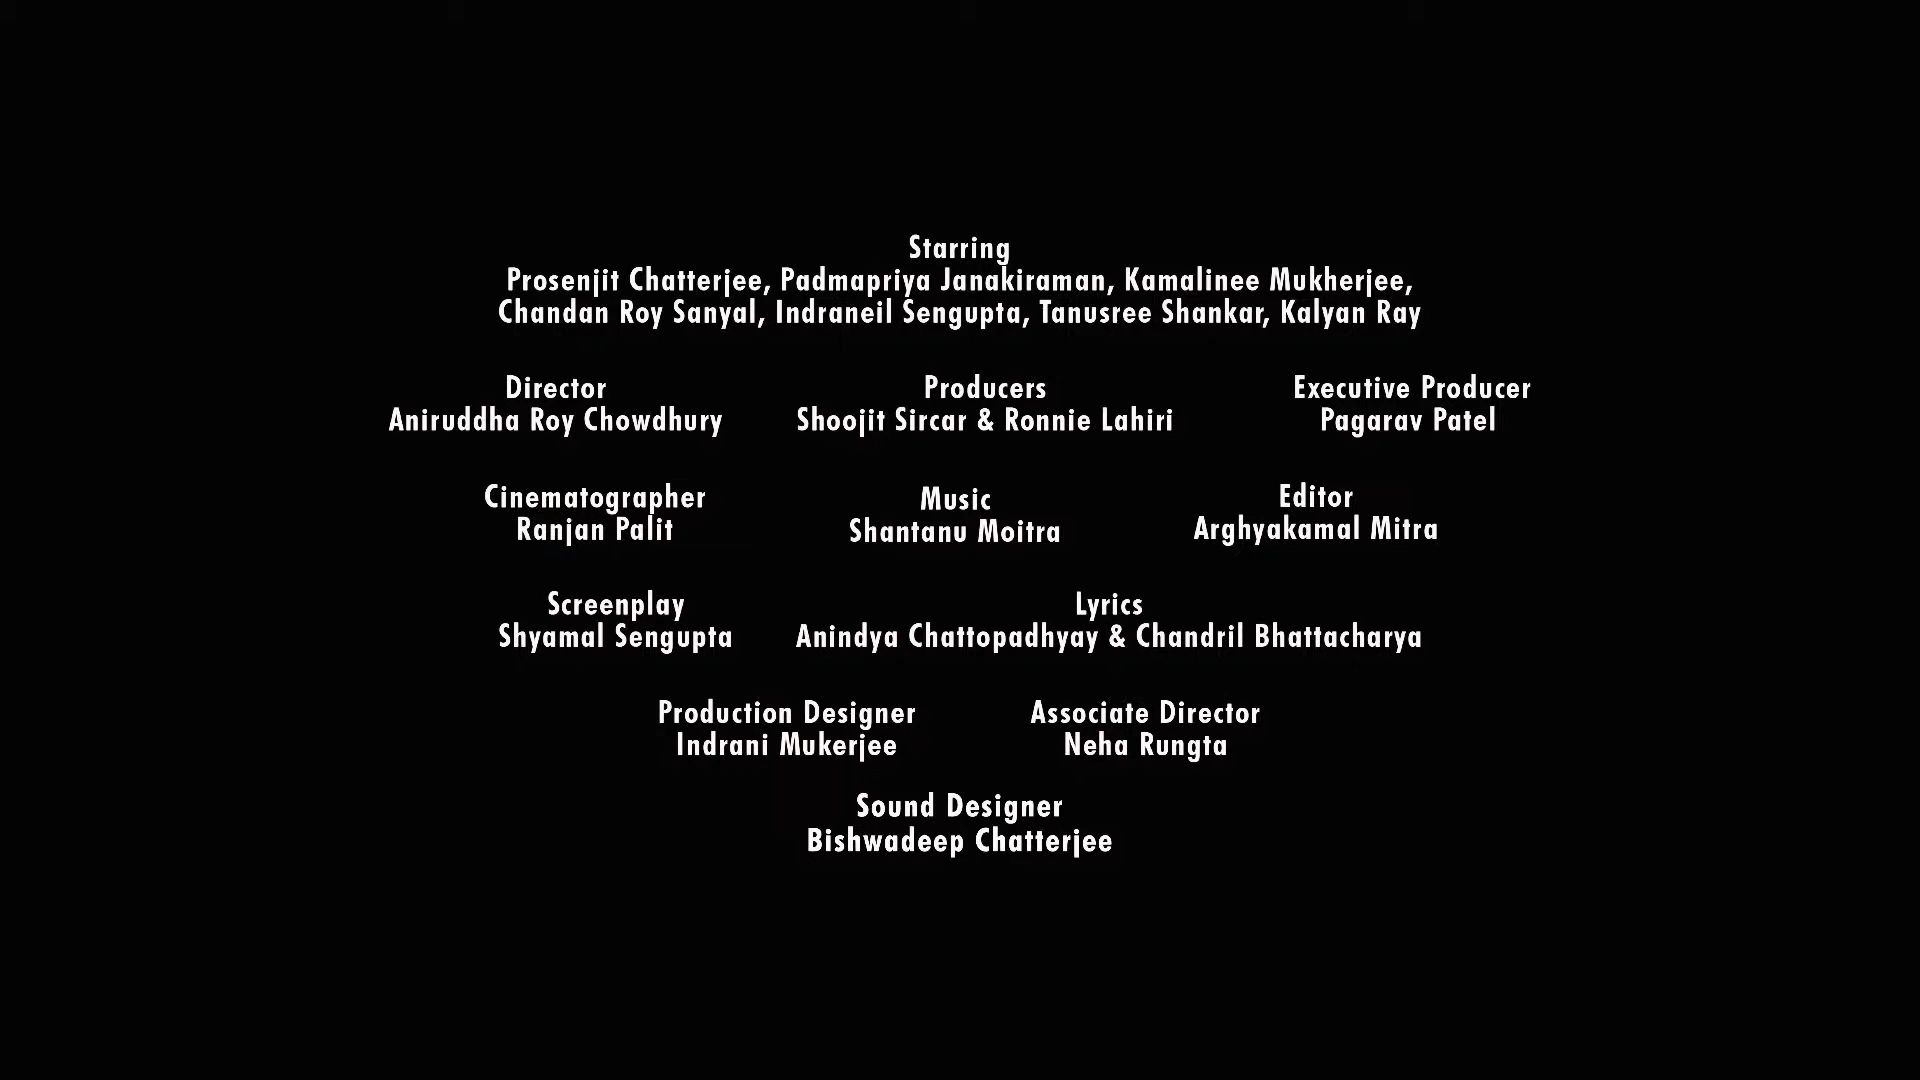 Starring
Prosenjit Chatterjee, Padmapriya Janakiraman, Kamalinee Mukherjee,
Chandan Roy Sanyal, Indraneil Sengupta, Tanusree Shankar, Kalyan Ray
Director
Aniruddha Roy Chowdhury
Producers
Shoojit Sircar & Ronnie Lahiri
Executive Producer
Pagarav Patel
Cinematographer
Ranjan Palit
Music
Shantanu Moitra
Editor
Arghyakamal Mitra
Screenplay
Shyamal Sengupta
Lyrics
Anindya Chattopadhyay & Chandril Bhattacharya
Production Designer
Indrani Mukerjee
Associate Director
Neha Rungta
Sound Designer
Bishwadeep Chatterjee